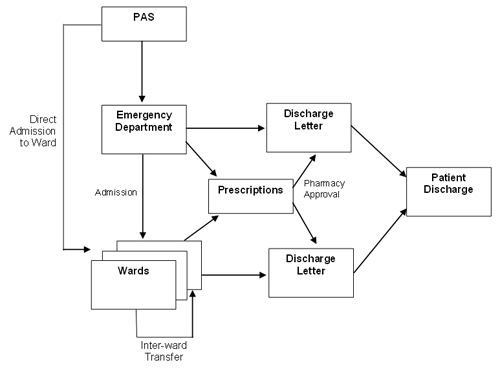 PAS
Direct
Admission
to Ward
Emergency
Department
Discharge
Letter
Admission
Prescriptions
Pharmacy
Approval
Patient
Discharge
Wards
Discharge
Letter
Inter-ward
Transfer